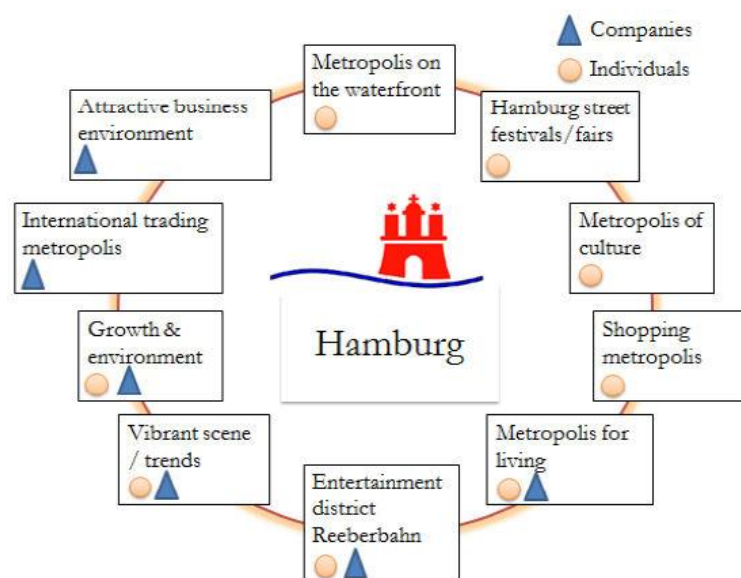 Companies
Individuals
Metropolis on
the waterfront
Hamburg street
festivals/fairs
Metropolis of
culture
Shopping
metropolis
Metropolis for
living
Entertainment
district
Reeberbahn
Vibrant scene
/ trends
Growth &
environment
International trading
metropolis
Attractive business
environment
Hamburg